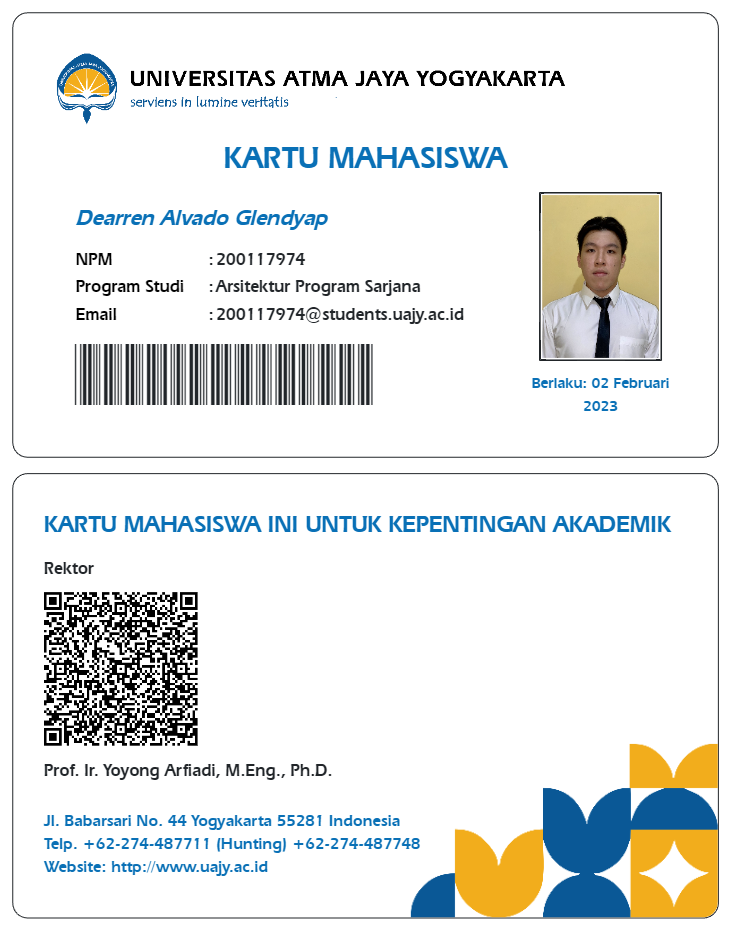 UNIVERSITAS ATMA JAYA YOGYAKARTA
serviens in lumine veritatis
KARTU MAHASISWA
Dearren Alvado Glendyap
NPM : 200117974
Program Studi : Arsitektur Program Sarjana
Email : 200117974@students.uajy.ac.id
Berlaku: 02 Februari
2023
KARTU MAHASISWA INI UNTUK KEPENTINGAN AKADEMIK
Rektor
Prof. Ir. Yoyong Arfiadi, M.Eng., Ph.D.
Jl. Babarsari No. 44 Yogyakarta 55281 Indonesia
Telp. +62-274-487711 (Hunting) +62-274-487748
Website: http://www.uajy.ac.id